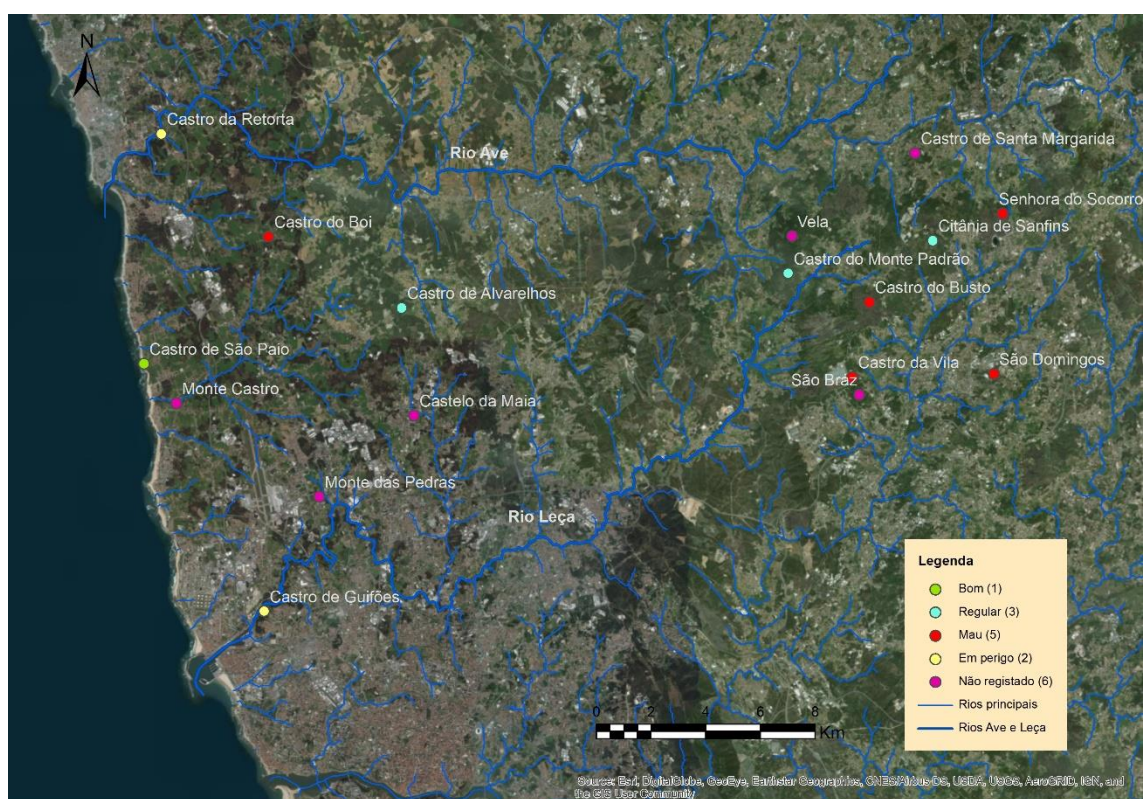 N
Castro da Retorta
Rio Ave
Castro de Santa Margarida
Senhora do Socorro
Castro do Boi
Vela
Citânia de Sanfins
Castro do Monte Padrão
Castro do Busto
Castro de Alvarelhos
Castro de São Paio
Castro da Vila
São Domingos
São Bráz
Monte Castro
Castelo da Maia
Monte das Pedras
Rio Leça
Castro de Guifões
Legenda
Bom (1)
Regular (3)
Mau (5)
Em perigo (2)
Não registado (6)
Rios principais
Rios Ave e Leça
0 2 4 6 8
Km
Source: Esri, DigitalGlobe, GeoEye, Earthstar Geographics, CNES/Airbus DS, USDA, USGS, AeroGRID, IGN, and
the GIS User Community